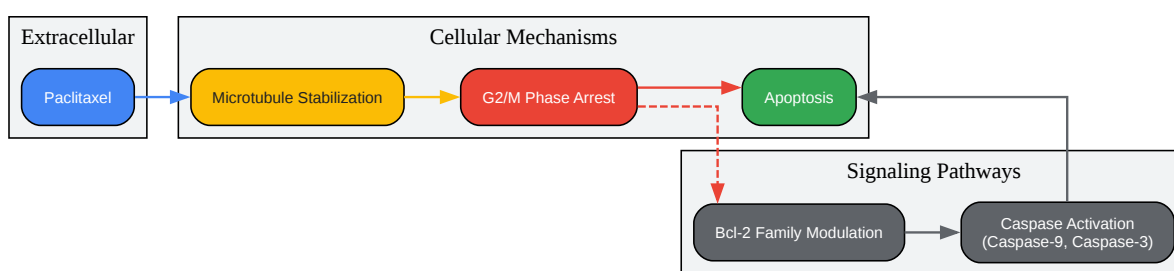 Extracellular
Cellular Mechanisms
Paclitaxel
Microtubule Stabilization
G2/M Phase Arrest
Apoptosis
Signaling Pathways
Bcl-2 Family Modulation
Caspase Activation
(Caspase-9, Caspase-3)